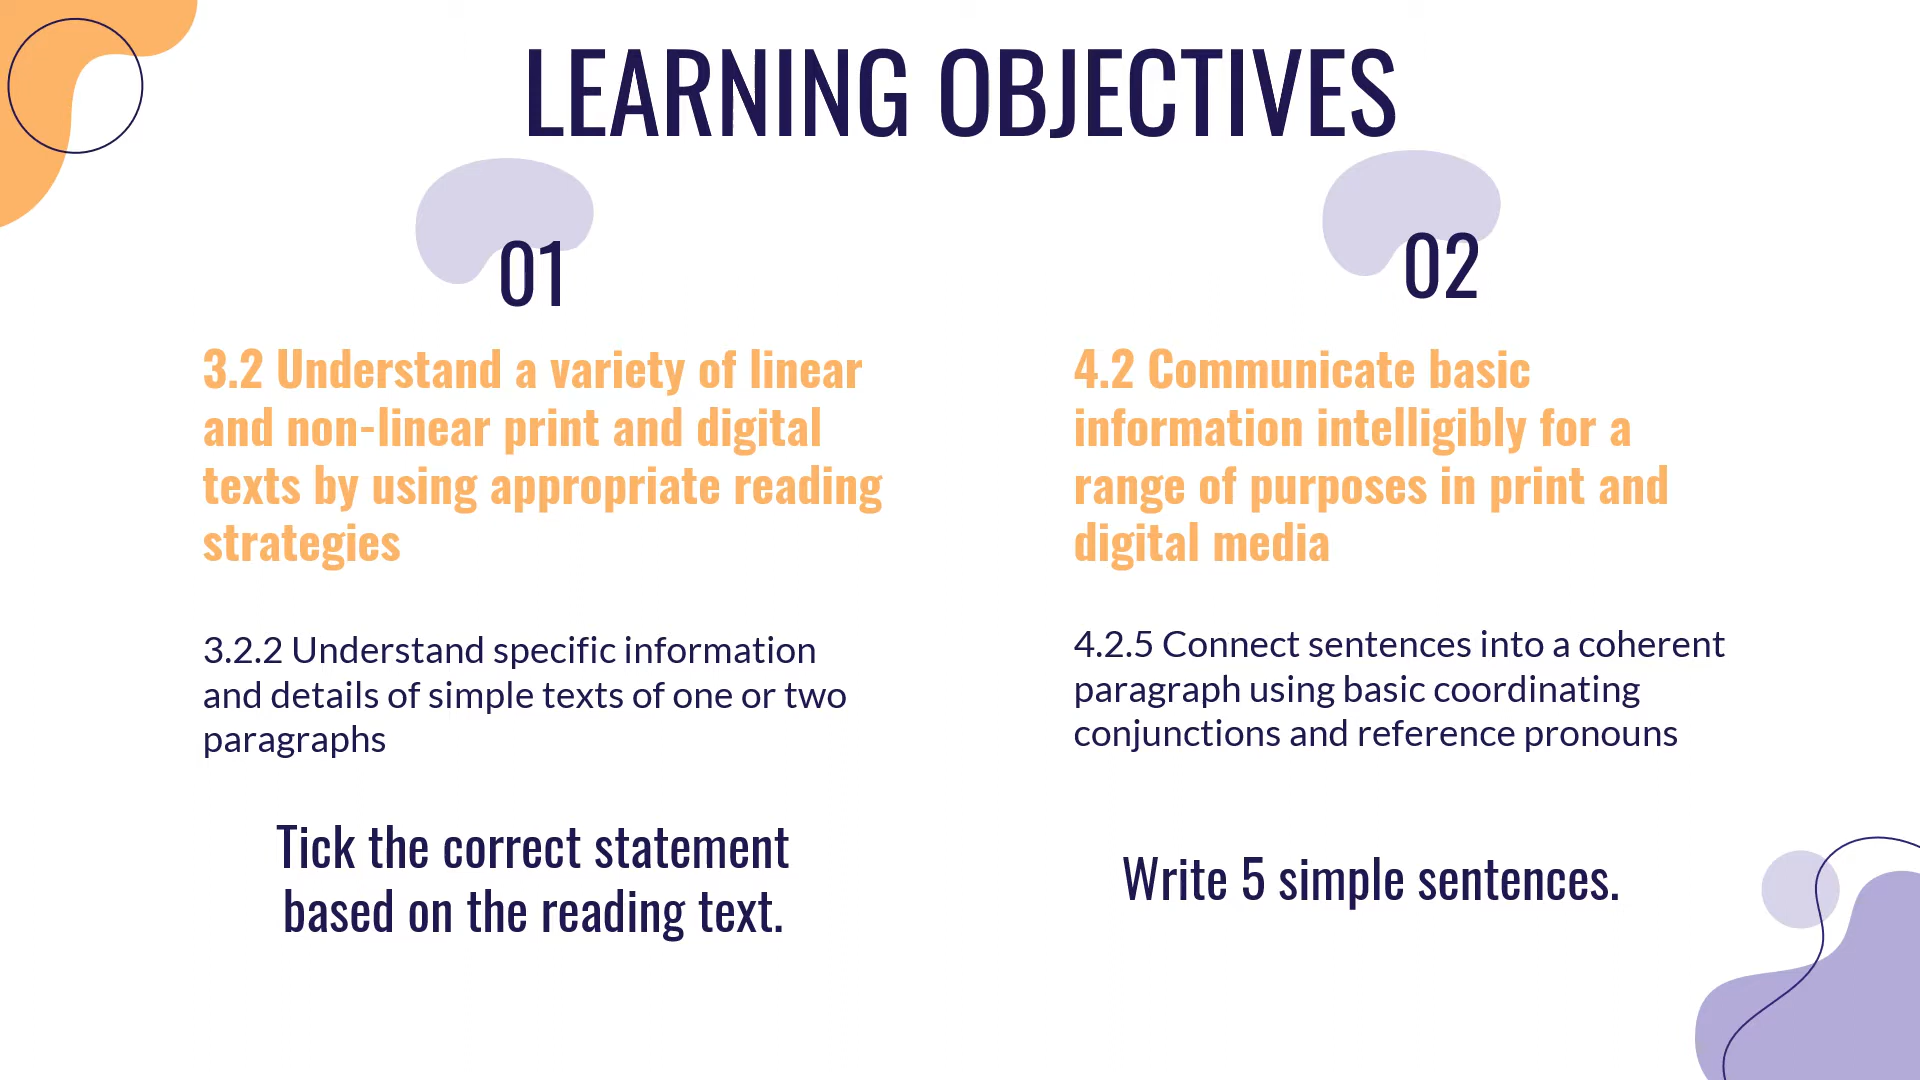 LEARNING OBJECTIVES
01
3.2 Understand a variety of linear
and non-linear print and digital
texts by using appropriate reading
strategies
3.2.2 Understand specific information
and details of simple texts of one or two
paragraphs
Tick the correct statement
based on the reading text.
02
4.2 Communicate basic
information intelligibly for a
range of purposes in print and
digital media
4.2.5 Connect sentences into a coherent
paragraph using basic coordinating
conjunctions and reference pronouns
Write 5 simple sentences.